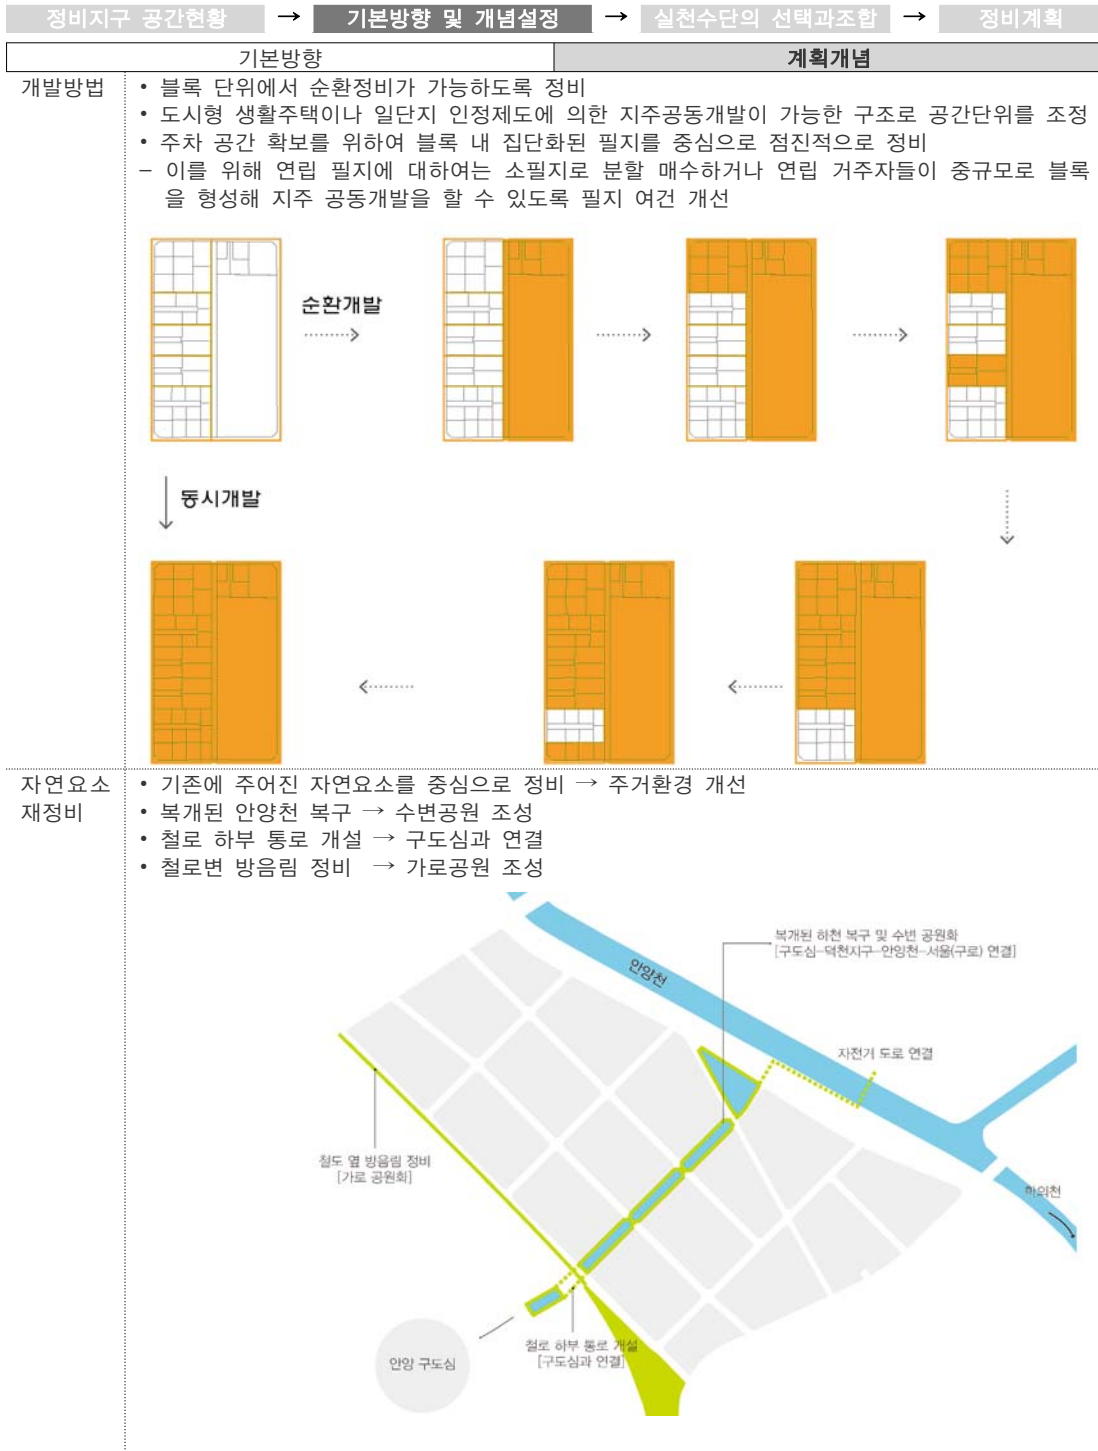 정비지구 공간현황 → 기본방향 및 개념설정 → 실천수단의 선택과조합 → 정비계획
기본방향 계획개념
개발방법
• 블록 단위에서 순환정비가 가능하도록 정비
• 도시형 생활주택이나 일단지 인정제도에 의한 지주공동개발이 가능한 구조로 공간단위를 조정
• 주차 공간 확보를 위하여 블록 내 집단화된 필지를 중심으로 점진적으로 정비
– 이를 위해 연립 필지에 대하여는 소필지로 분할 매수하거나 연립 거주자들이 중규모로 블록
을 형성해 지주 공동개발을 할 수 있도록 필지 여건 개선
순환개발
동시개발
자연요소
재정비
• 기존에 주어진 자연요소를 중심으로 정비 → 주거환경 개선
• 복개된 안양천 복구 → 수변공원 조성
• 철로 하부 통로 개설 → 구도심과 연결
• 철로변 방음림 정비 → 가로공원 조성
복개된 하천 복구 및 수변 공원화
[구도심-덕천지구-안양천-서울(구로) 연결]
안양천
자전거 도로 연결
철도 옆 방음림 정비
[가로 공원화]
학의천
철로 하부 통로 개설
[구도심과 연결]
안양 구도심